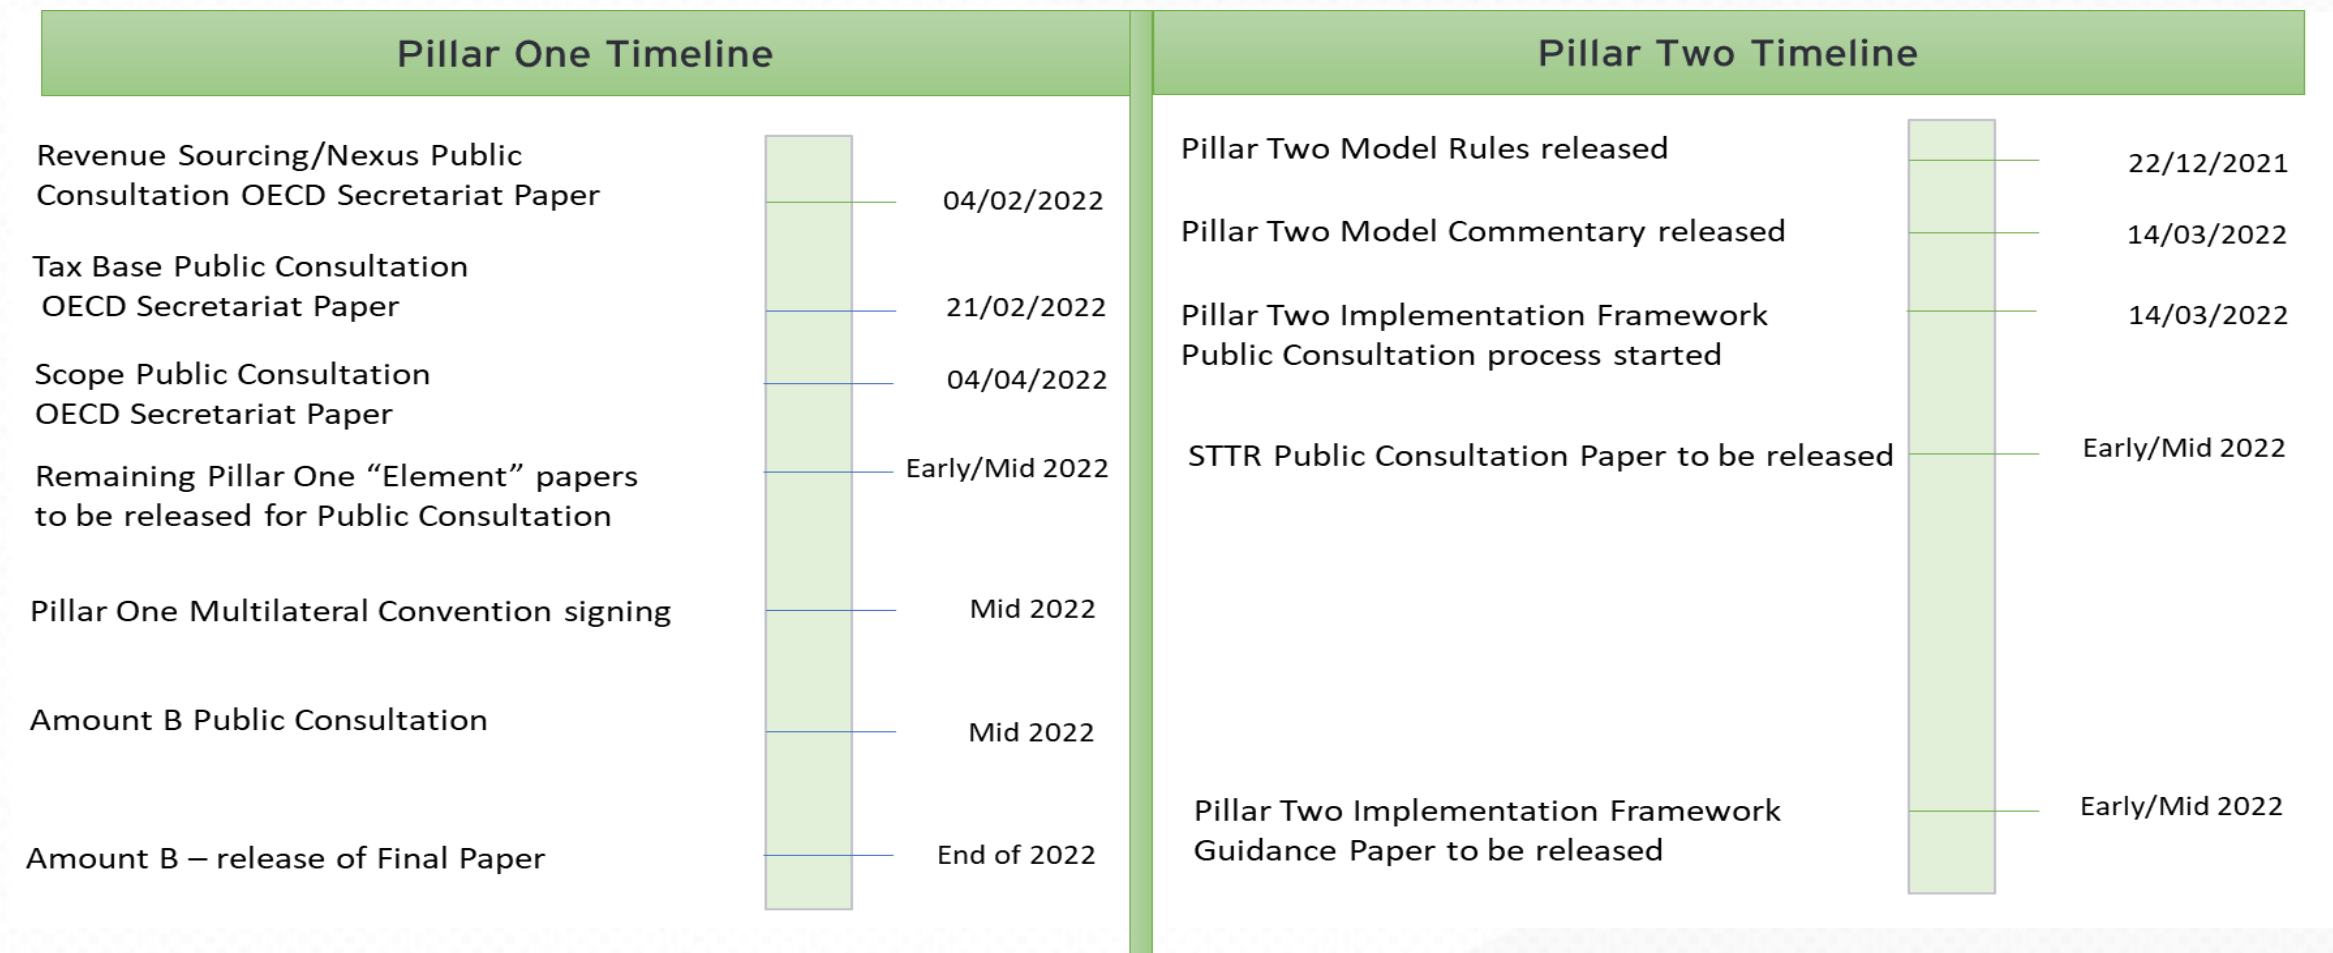 Pillar One Timeline
Revenue Sourcing/Nexus Public
Consultation OECD Secretariat Paper
04/02/2022
Tax Base Public Consultation
OECD Secretariat Paper
21/02/2022
Scope Public Consultation
OECD Secretariat Paper
04/04/2022
Remaining Pillar One “Element” papers
to be released for Public Consultation
Early/Mid 2022
Pillar One Multilateral Convention signing
Mid 2022
Amount B Public Consultation
Mid 2022
Amount B – release of Final Paper
End of 2022
Pillar Two Timeline
Pillar Two Model Rules released
22/12/2021
Pillar Two Model Commentary released
14/03/2022
Pillar Two Implementation Framework
Public Consultation process started
14/03/2022
STTR Public Consultation Paper to be released
Early/Mid 2022
Pillar Two Implementation Framework
Guidance Paper to be released
Early/Mid 2022